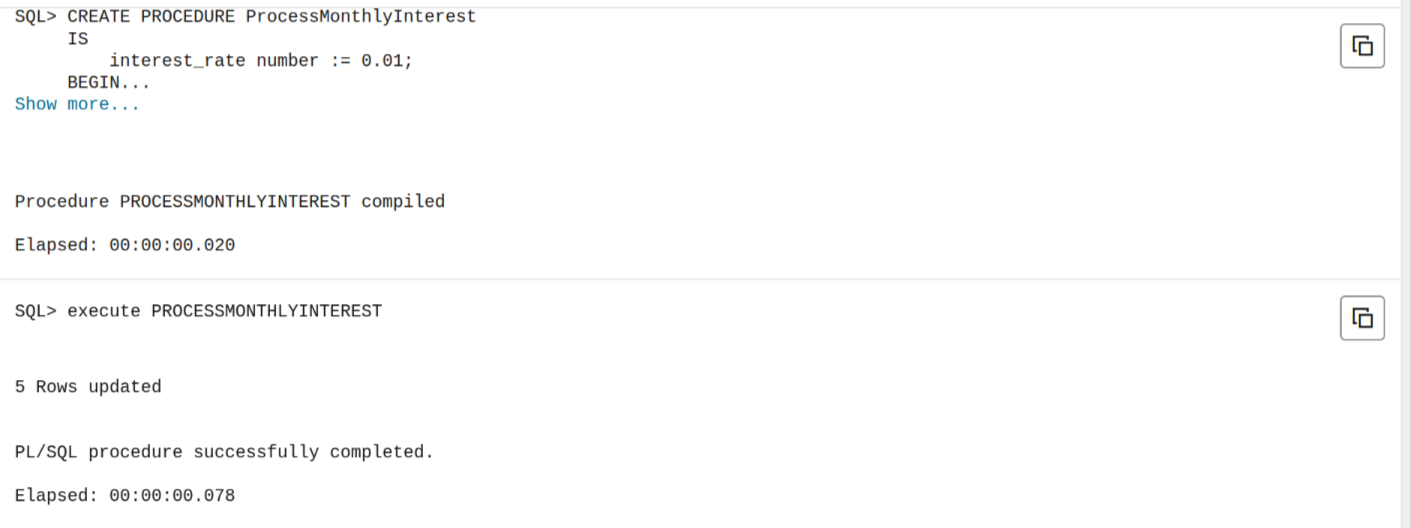 SQL> CREATE PROCEDURE ProcessMonthlyInterest
     IS
         interest_rate number := 0.01;
     BEGIN...
Show more...
Procedure PROCESSMONTHLYINTEREST compiled
Elapsed: 00:00:00.020
SQL> execute PROCESSMONTHLYINTEREST
5 Rows updated
PL/SQL procedure successfully completed.
Elapsed: 00:00:00.078